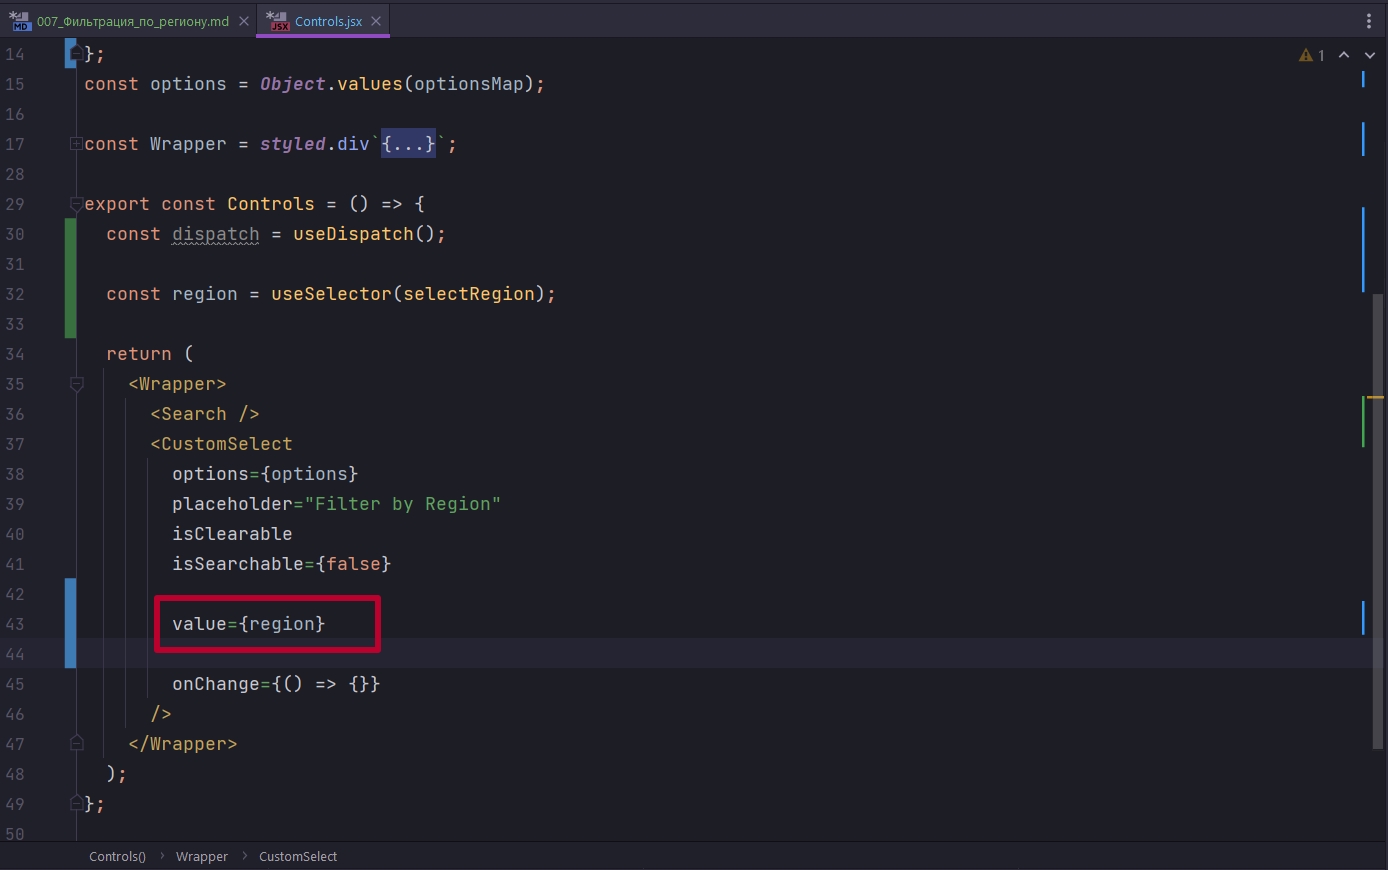 007_Фильтрация_по_региону.md Controls.jsx
14 };
1
15 const options = Object.values(optionsMap);
16
17 const Wrapper = styled.div`{...}`;
28
29 export const Controls = () => {
30 const dispatch = useDispatch();
31
32 const region = useSelector(selectRegion);
33
34 return (
35 <Wrapper>
36 <Search />
37 <CustomSelect
38 options={options}
39 placeholder="Filter by Region"
40 isClearable
41 isSearchable={false}
42
43 value={region}
44
45 onChange={() => {}}
46 />
47 </Wrapper>
48 );
49 };
50
Controls() Wrapper CustomSelect